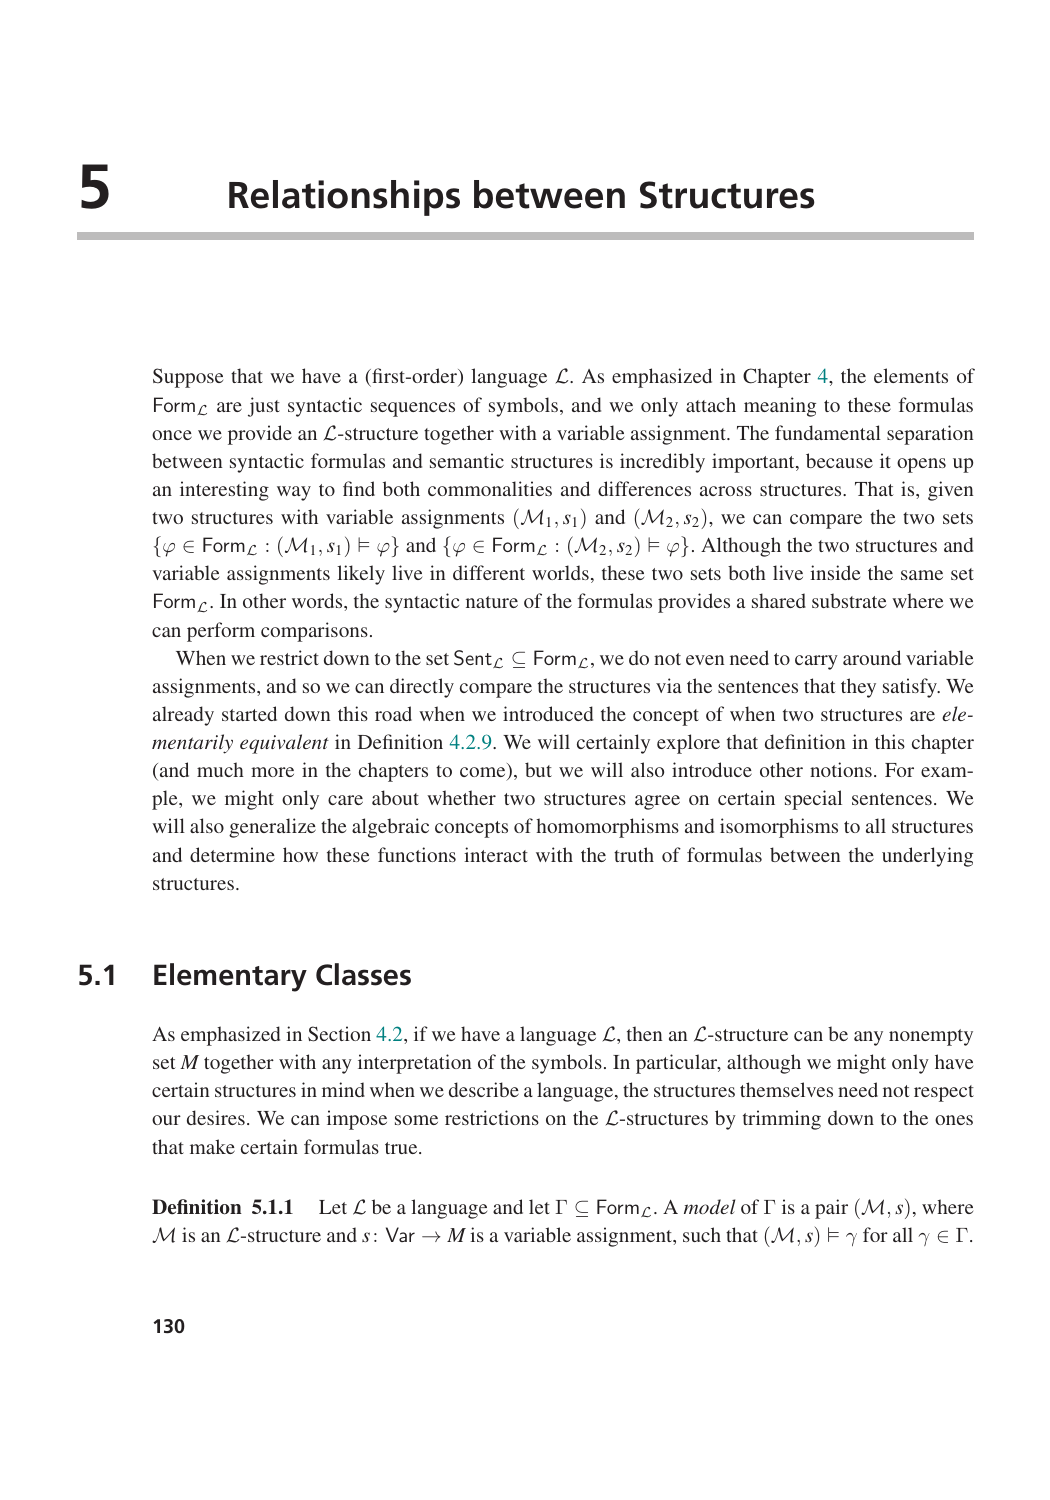 5 Relationships between Structures
Suppose that we have a (first-order) language ℒ. As emphasized in Chapter 4, the elements of
Form_ℒ are just syntactic sequences of symbols, and we only attach meaning to these formulas
once we provide an ℒ-structure together with a variable assignment. The fundamental separation
between syntactic formulas and semantic structures is incredibly important, because it opens up
an interesting way to find both commonalities and differences across structures. That is, given
two structures with variable assignments (ℳ₁, s₁) and (ℳ₂, s₂), we can compare the two sets
{φ ∈ Form_ℒ : (ℳ₁, s₁) ⊨ φ} and {φ ∈ Form_ℒ : (ℳ₂, s₂) ⊨ φ}. Although the two structures and
variable assignments likely live in different worlds, these two sets both live inside the same set
Form_ℒ. In other words, the syntactic nature of the formulas provides a shared substrate where we
can perform comparisons.
When we restrict down to the set Sent_ℒ ⊆ Form_ℒ, we do not even need to carry around variable
assignments, and so we can directly compare the structures via the sentences that they satisfy. We
already started down this road when we introduced the concept of when two structures are ele-
mentarily equivalent in Definition 4.2.9. We will certainly explore that definition in this chapter
(and much more in the chapters to come), but we will also introduce other notions. For exam-
ple, we might only care about whether two structures agree on certain special sentences. We
will also generalize the algebraic concepts of homomorphisms and isomorphisms to all structures
and determine how these functions interact with the truth of formulas between the underlying
structures.
5.1 Elementary Classes
As emphasized in Section 4.2, if we have a language ℒ, then an ℒ-structure can be any nonempty
set M together with any interpretation of the symbols. In particular, although we might only have
certain structures in mind when we describe a language, the structures themselves need not respect
our desires. We can impose some restrictions on the ℒ-structures by trimming down to the ones
that make certain formulas true.
Definition 5.1.1 Let ℒ be a language and let Γ ⊆ Form_ℒ. A model of Γ is a pair (ℳ, s), where
ℳ is an ℒ-structure and s: Var → M is a variable assignment, such that (ℳ, s) ⊨ γ for all γ ∈ Γ.
130